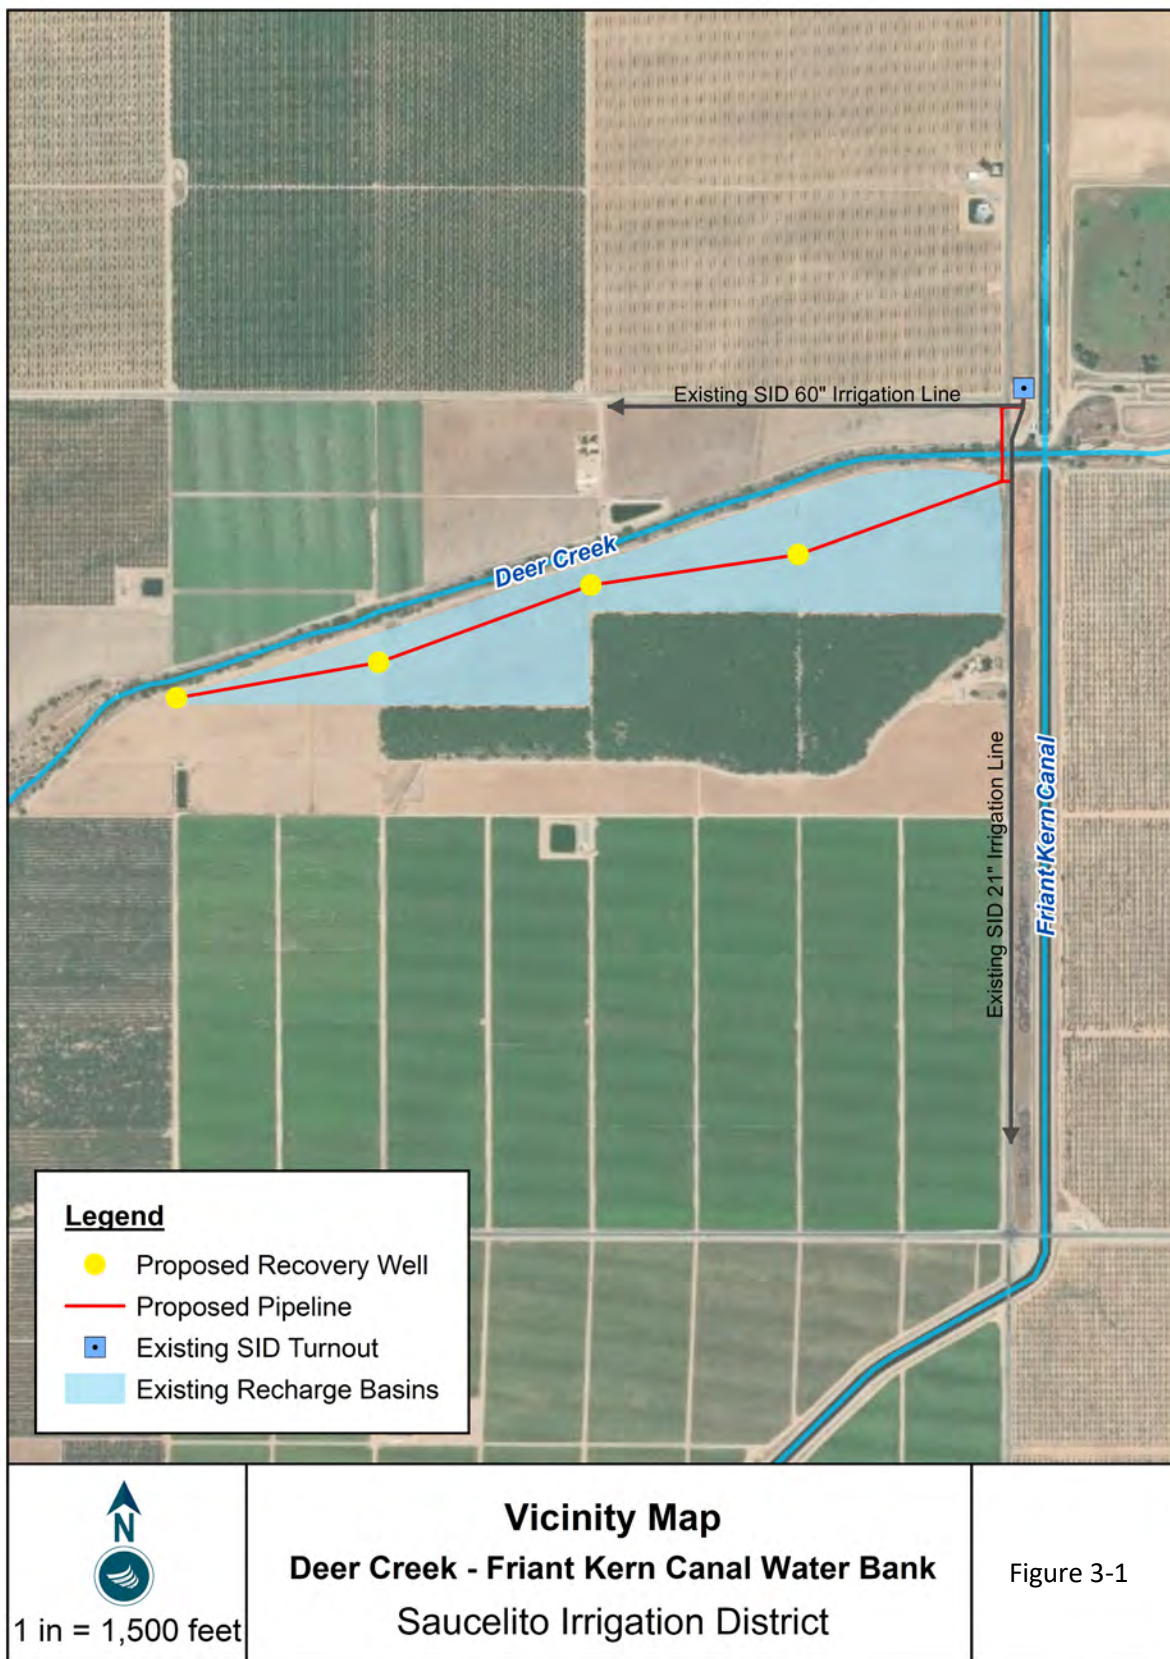 Existing SID 60" Irrigation Line
Deer Creek
Existing SID 21" Irrigation Line
Friant Kern Canal
Legend
Proposed Recovery Well
Proposed Pipeline
Existing SID Turnout
Existing Recharge Basins
N
1 in = 1,500 feet
Vicinity Map
Deer Creek - Friant Kern Canal Water Bank
Saucelito Irrigation District
Figure 3-1